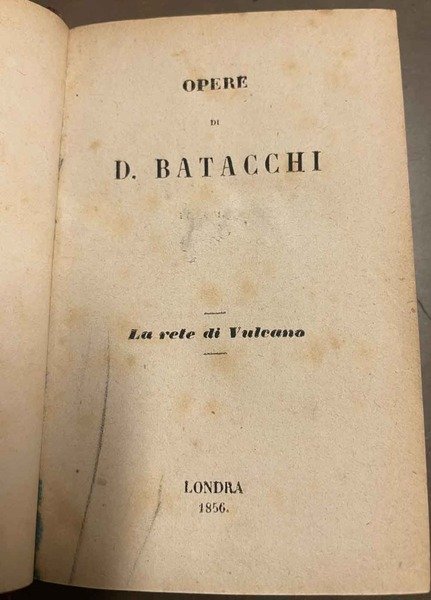 OPERE
DI
D. BATACCHI
La rete di Vulcano
LONDRA
1856.